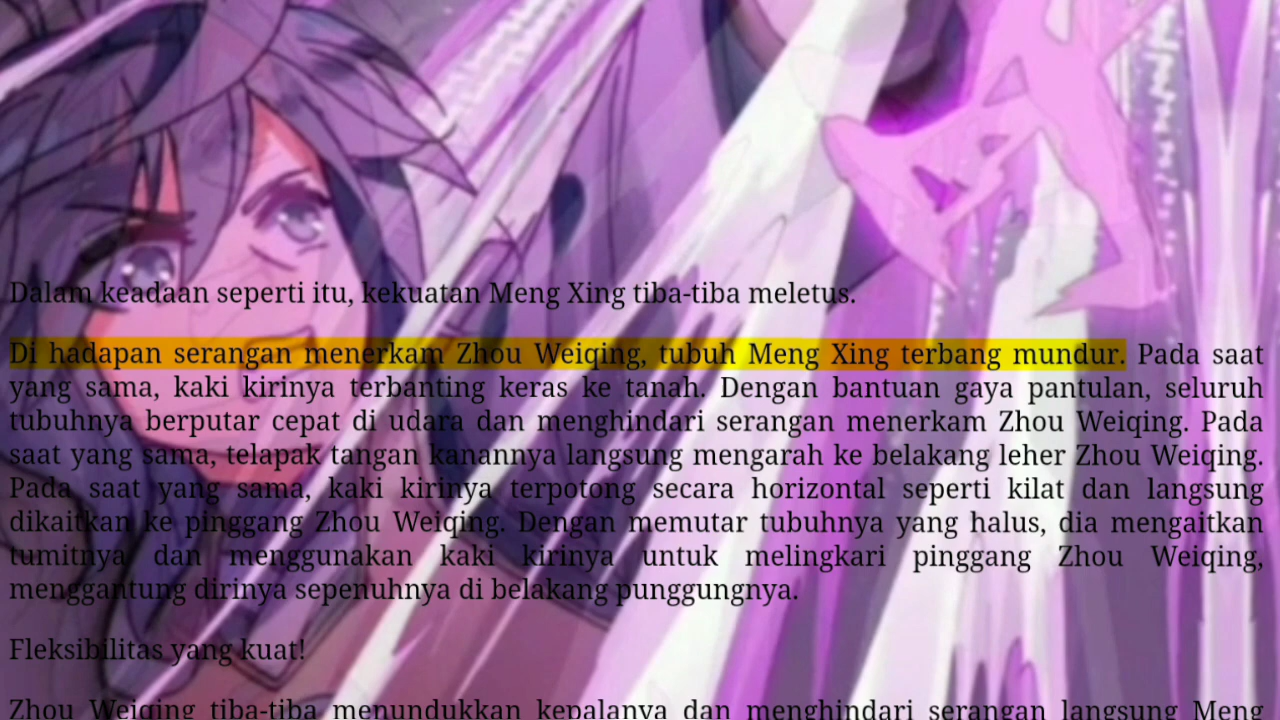 Dalam keadaan seperti itu, kekuatan Meng Xing tiba-tiba meletus.
Di hadapan serangan menerkam Zhou Weiqing, tubuh Meng Xing terbang mundur. Pada saat
yang sama, kaki kirinya terbanting keras ke tanah. Dengan bantuan gaya pantulan, seluruh
tubuhnya berputar cepat di udara dan menghindari serangan menerkam Zhou Weiqing. Pada
saat yang sama, telapak tangan kanannya langsung mengarah ke belakang leher Zhou Weiqing.
Pada saat yang sama, kaki kirinya terpotong secara horizontal seperti kilat dan langsung
dikaitkan ke pinggang Zhou Weiqing. Dengan memutar tubuhnya yang halus, dia mengaitkan
tumitnya dan menggunakan kaki kirinya untuk melingkari pinggang Zhou Weiqing,
menggantung dirinya sepenuhnya di belakang punggungnya.
Fleksibilitas yang kuat!
Zhou Weiqing tiba-tiba menundukkan kepalanya dan menghindari serangan langsung Meng